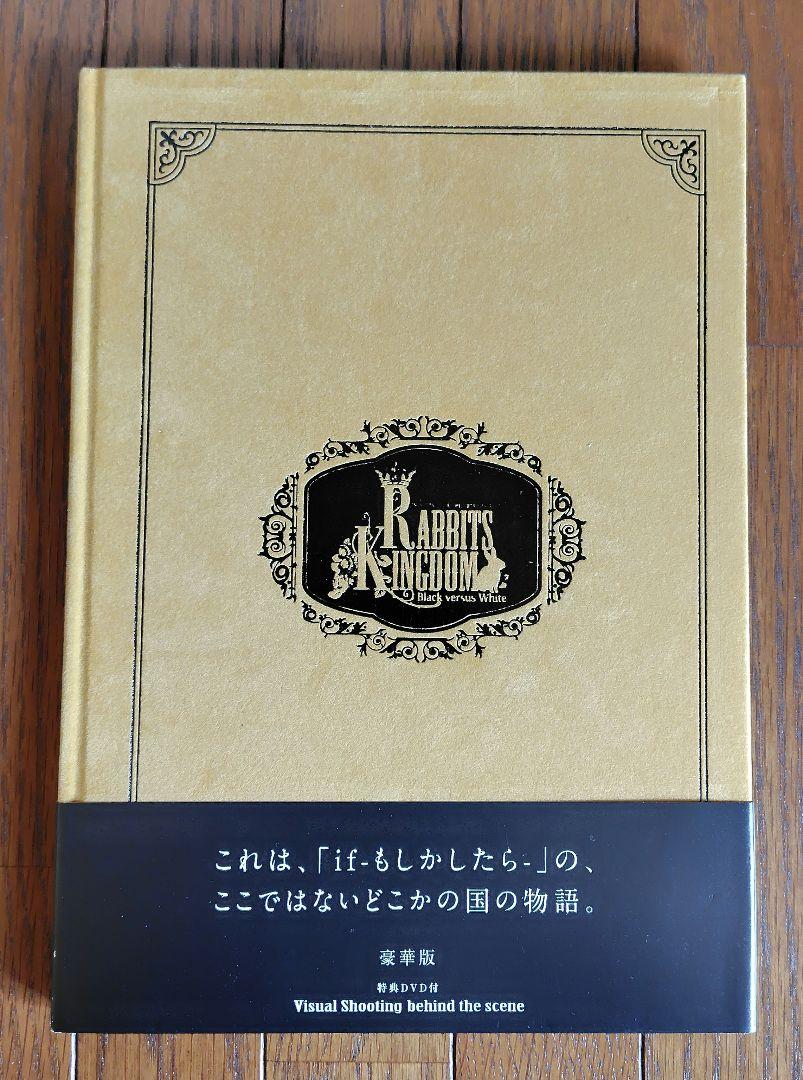 RABBITS
KINGDOM
Black versus White
これは、「if-もしかしたら-」の、
ここではないどこかの国の物語。
豪華版
特典DVD付
Visual Shooting behind the scene